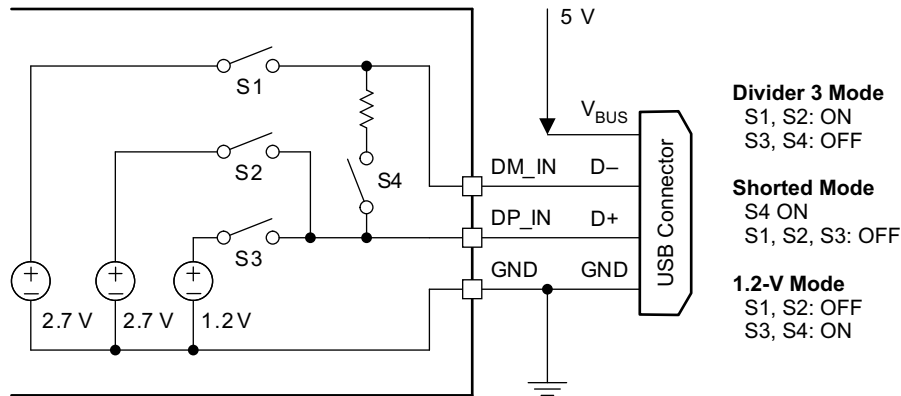 5 V
S1
S2
S4
S3
2.7 V
2.7 V
1.2 V
VBUS
DM_IN
D–
DP_IN
D+
GND
GND
USB Connector
Divider 3 Mode
S1, S2: ON
S3, S4: OFF
Shorted Mode
S4 ON
S1, S2, S3: OFF
1.2-V Mode
S1, S2: OFF
S3, S4: ON